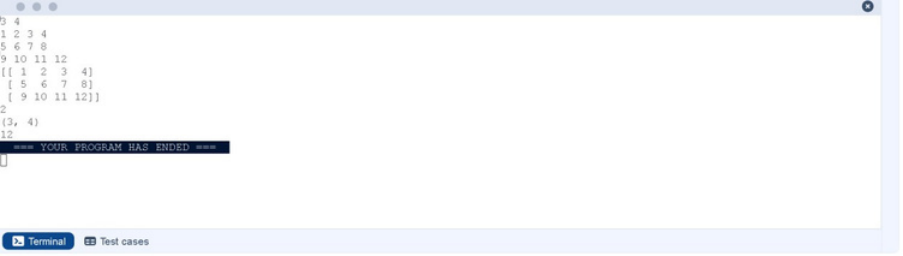 3 4
1 2 3 4
5 6 7 8
9 10 11 12
[[ 1  2  3  4]
 [ 5  6  7  8]
 [ 9 10 11 12]]
2
(3, 4)
12
=== YOUR PROGRAM HAS ENDED ===
Terminal Test cases